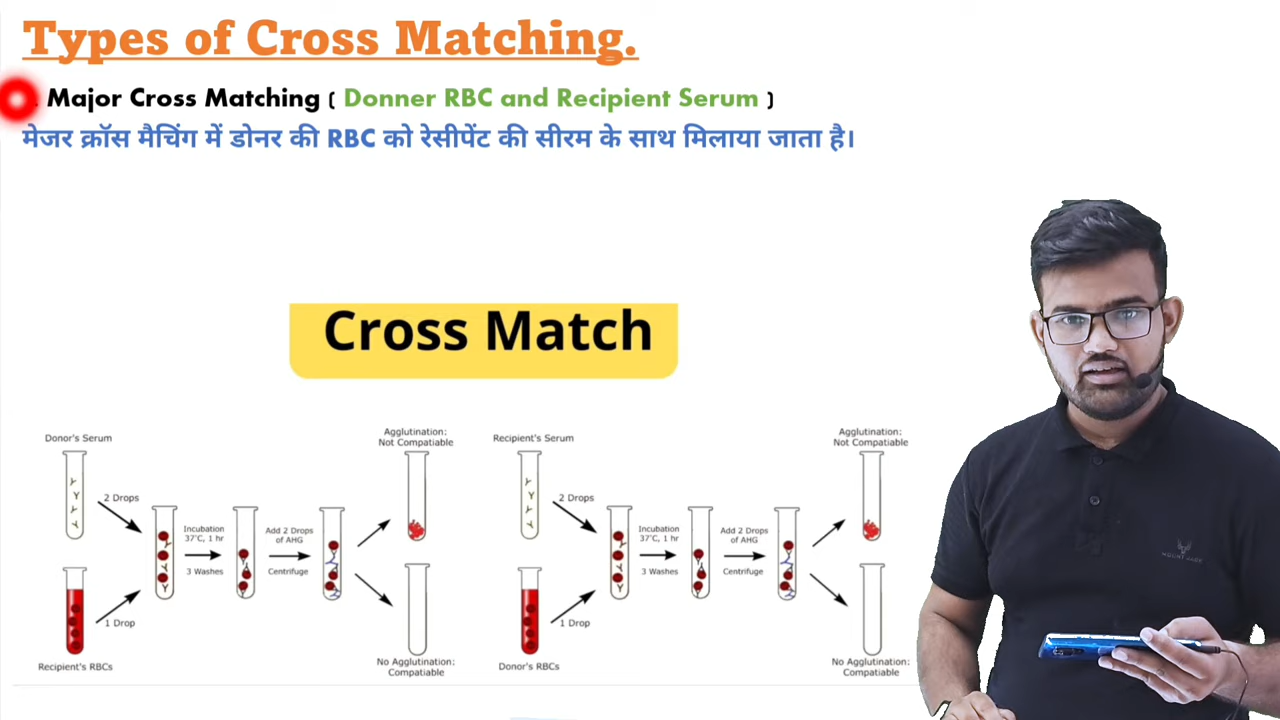 Types of Cross Matching.
Major Cross Matching ( Donner RBC and Recipient Serum )
मेजर क्रॉस मैचिंग में डोनर की RBC को रेसीपेंट की सीरम के साथ मिलाया जाता है।
Cross Match
Donor's Serum
2 Drops
Recipient's RBCs
1 Drop
Incubation
37℃, 1 hr
3 Washes
Add 2 Drops
of AHG
Centrifuge
Agglutination:
Not Compatiable
No Agglutination:
Compatiable
Recipient's Serum
2 Drops
Donor's RBCs
1 Drop
Incubation
37℃, 1 hr
3 Washes
Add 2 Drops
of AHG
Centrifuge
Agglutination:
Not Compatiable
No Agglutination:
Compatiable